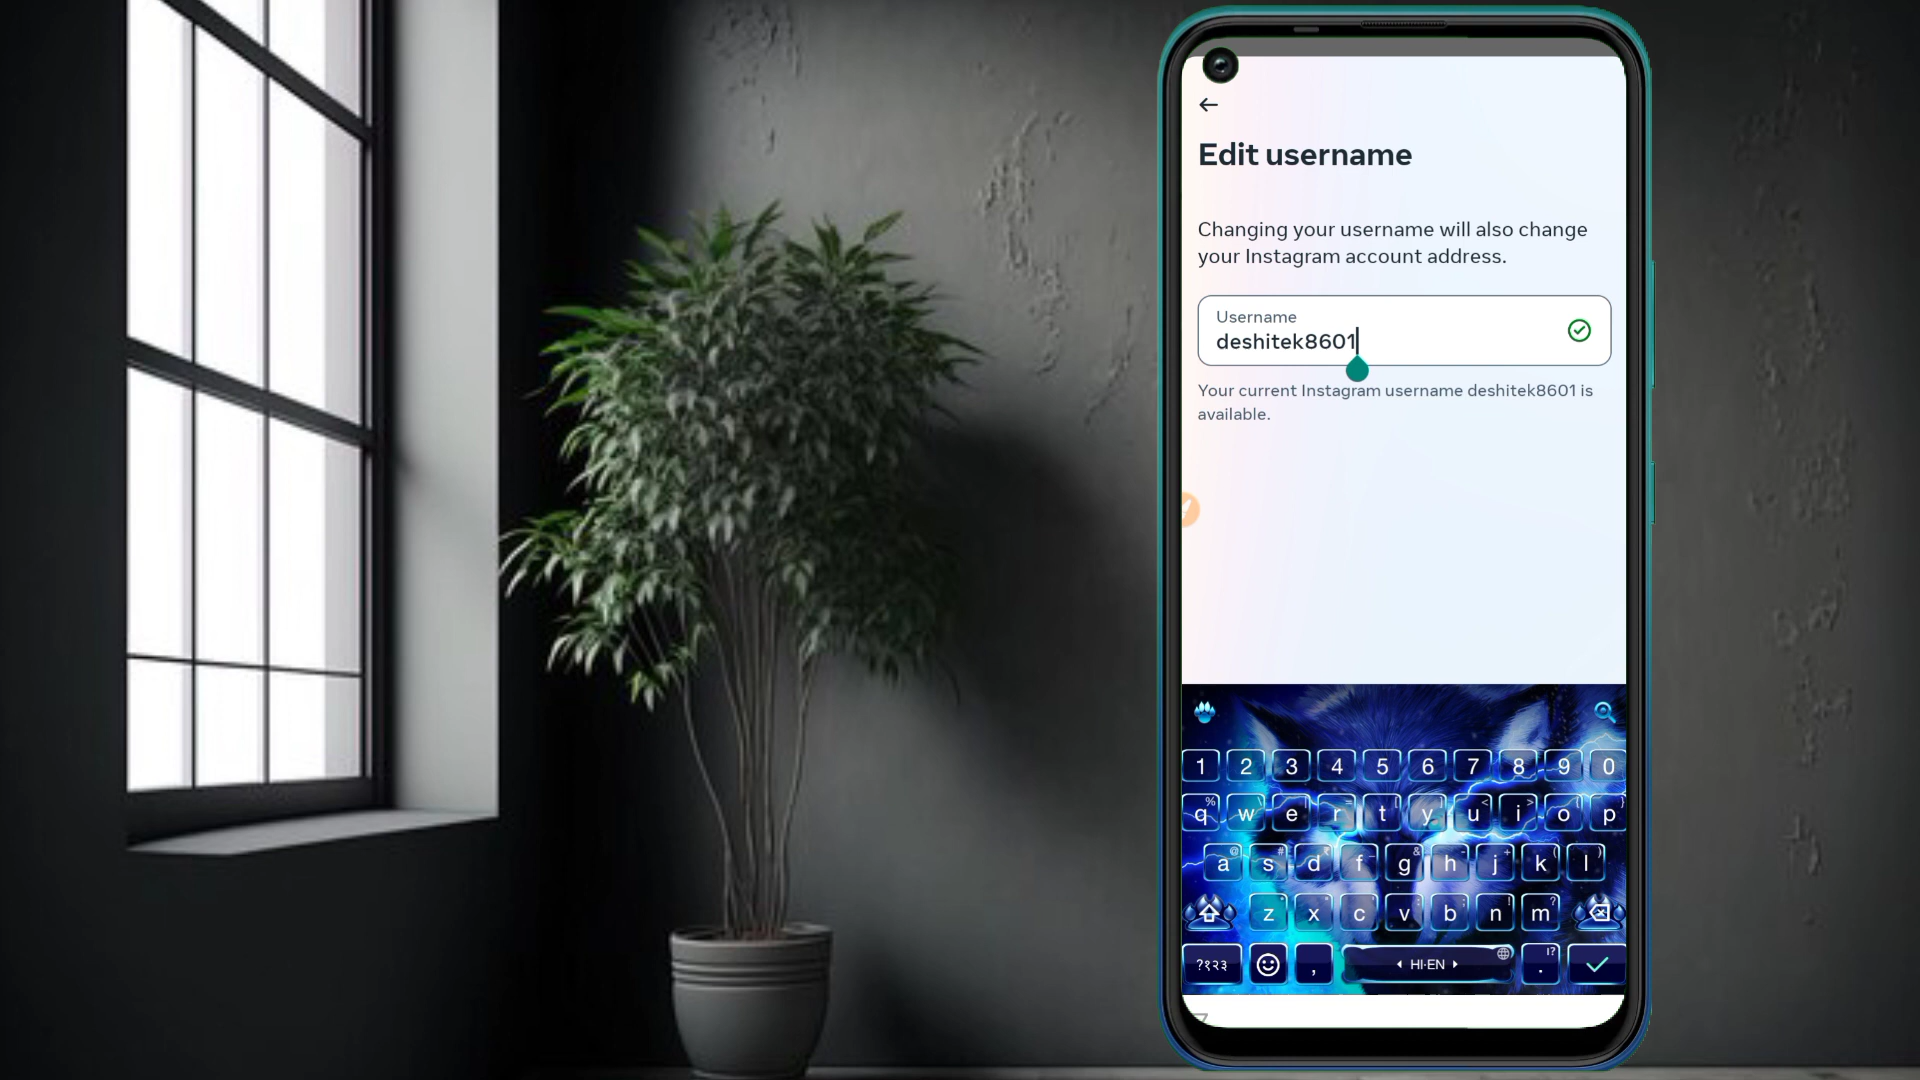 Edit username
Changing your username will also change
your Instagram account address.
Username
deshitek8601
Your current Instagram username deshitek8601 is
available.
1 2 3 4 5 6 7 8 9 0
q w e r t y u i o p
a s d f g h j k l
z x c v b n m
?१२३ , HI·EN . !?